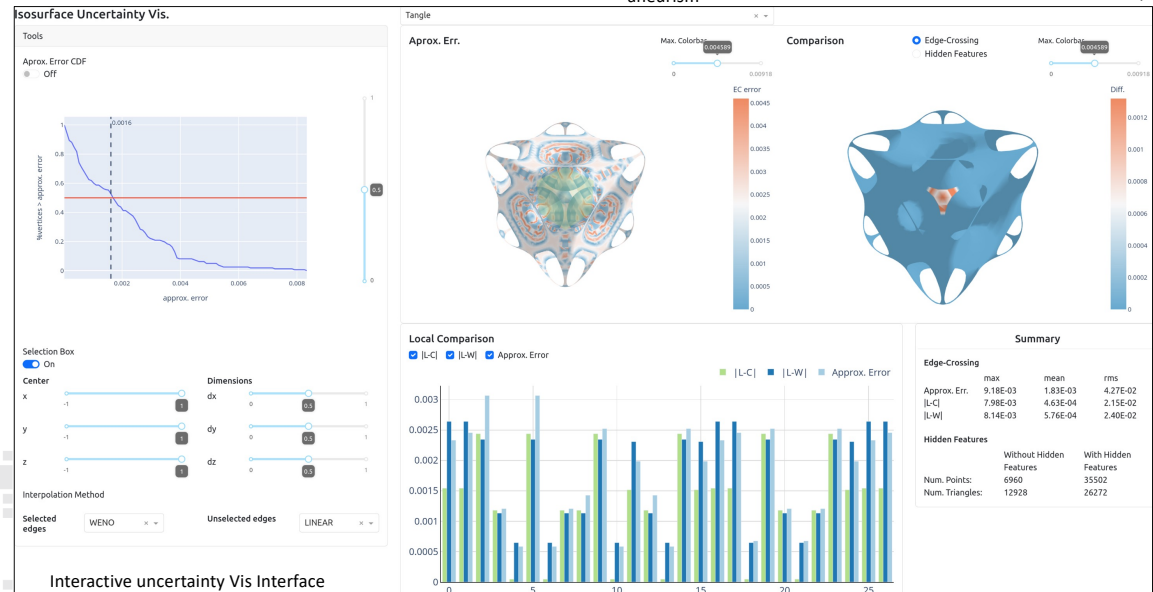 aneurism
Isosurface Uncertainty Vis.
Tools
Aprox. Error CDF
Off
1
0.5
0
0.0016
1
0.8
0.6
0.4
0.2
0
%vertices > approx. error
0.002 0.004 0.006 0.008
approx. error
Selection Box
On
Center Dimensions
x -1 1 dx 0 0.5 1
y -1 1 dy 0 0.5 1
z -1 1 dz 0 0.5 1
Interpolation Method
Selected edges WENO × Unselected edges LINEAR ×
Interactive uncertainty Vis Interface
Tangle ×
Aprox. Err.
Max. Colorbar
0.004589
0 0.00918
EC error
0.0045
0.004
0.0035
0.003
0.0025
0.002
0.0015
0.001
0.0005
0
Comparison
Edge-Crossing
Hidden Features
Max. Colorbar
0.004589
0 0.00918
Diff.
0.0012
0.001
0.0008
0.0006
0.0004
0.0002
0
Local Comparison
|L-C| |L-W| Approx. Error
|L-C| |L-W| Approx. Error
0.003
0.0025
0.002
0.0015
0.001
0.0005
0
0 5 10 15 20 25
Summary
Edge-Crossing
max mean rms
Approx. Err. 9.18E-03 1.83E-03 4.27E-02
|L-C| 7.98E-03 4.63E-04 2.15E-02
|L-W| 8.14E-03 5.76E-04 2.40E-02
Hidden Features
Without Hidden Features With Hidden Features
Num. Points: 6960 35502
Num. Triangles: 12928 26272